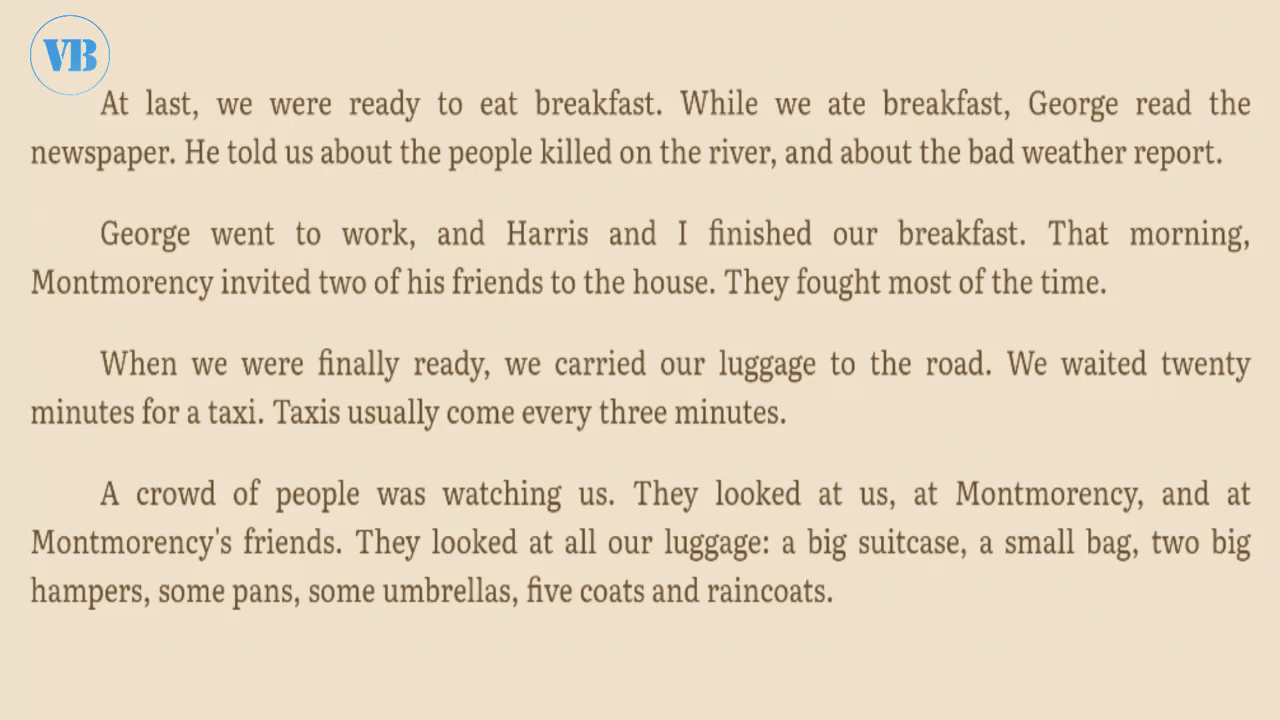 VB
At last, we were ready to eat breakfast. While we ate breakfast, George read the
newspaper. He told us about the people killed on the river, and about the bad weather report.
George went to work, and Harris and I finished our breakfast. That morning,
Montmorency invited two of his friends to the house. They fought most of the time.
When we were finally ready, we carried our luggage to the road. We waited twenty
minutes for a taxi. Taxis usually come every three minutes.
A crowd of people was watching us. They looked at us, at Montmorency, and at
Montmorency's friends. They looked at all our luggage: a big suitcase, a small bag, two big
hampers, some pans, some umbrellas, five coats and raincoats.